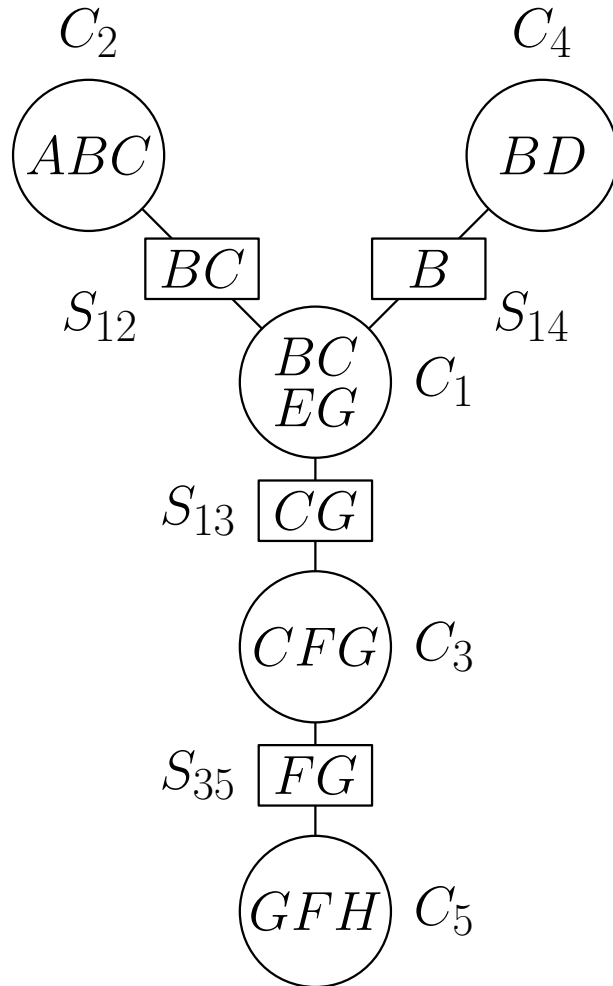 C₂
C₄
ABC
BD
BC
B
S₁₂
S₁₄
BC
EG
C₁
S₁₃
CG
CFG
C₃
S₃₅
FG
GFH
C₅